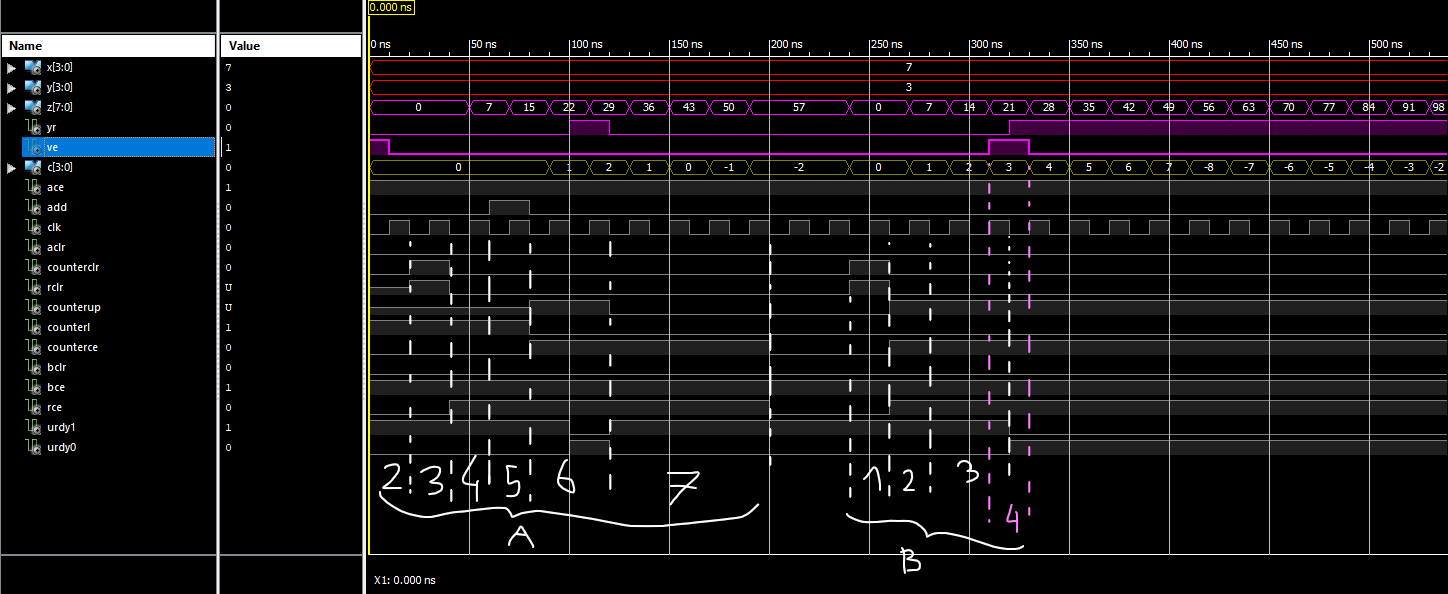 0.000 ns
Name Value
0 ns 50 ns 100 ns 150 ns 200 ns 250 ns 300 ns 350 ns 400 ns 450 ns 500 ns
x[3:0] 7 7
y[3:0] 3 3
z[7:0] 0 0 7 15 22 29 36 43 50 57 0 7 14 21 28 35 42 49 56 63 70 77 84 91 98
yr 0
ve 1
c[3:0] 0 0 1 2 1 0 -1 -2 0 1 2 3 4 5 6 7 -8 -7 -6 -5 -4 -3 -2
ace 1
add 0
clk 0
aclr 0
counterclr 0
rclr U
counterup U
counterl 1
counterce 0
bclr 0
bce 1
rce 0
urdy1 1
urdy0 0
2 3 4 5 6 7 1 2 3 4
A B
X1: 0.000 ns